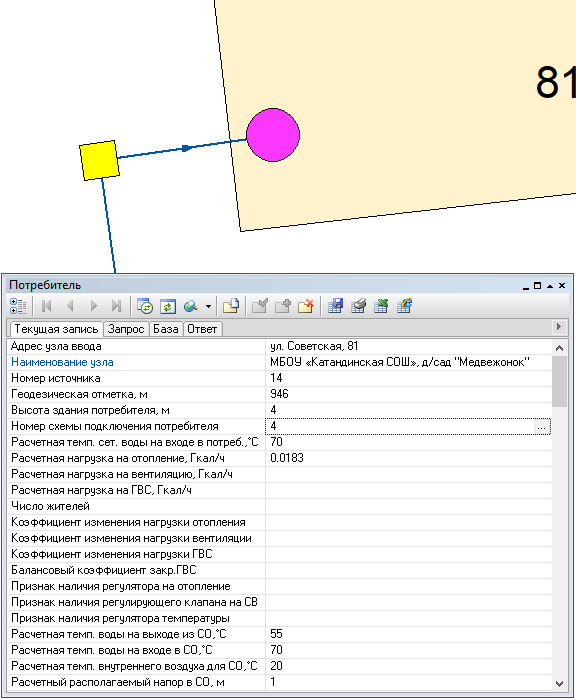 81
Потребитель
Текущая запись Запрос База Ответ
Адрес узла ввода ул. Советская, 81
Наименование узла МБОУ «Катандинская СОШ», д/сад "Медвежонок"
Номер источника 14
Геодезическая отметка, м 946
Высота здания потребителя, м 4
Номер схемы подключения потребителя 4 ...
Расчетная темп. сет. воды на входе в потреб.,°С 70
Расчетная нагрузка на отопление, Гкал/ч 0.0183
Расчетная нагрузка на вентиляцию, Гкал/ч
Расчетная нагрузка на ГВС, Гкал/ч
Число жителей
Коэффициент изменения нагрузки отопления
Коэффициент изменения нагрузки вентиляции
Коэффициент изменения нагрузки ГВС
Балансовый коэффициент закр.ГВС
Признак наличия регулятора на отопление
Признак наличия регулирующего клапана на СВ
Признак наличия регулятора температуры
Расчетная темп. воды на выходе из СО,°С 55
Расчетная темп. воды на входе в СО,°С 70
Расчетная темп. внутреннего воздуха для СО,°С 20
Расчетный располагаемый напор в СО, м 1